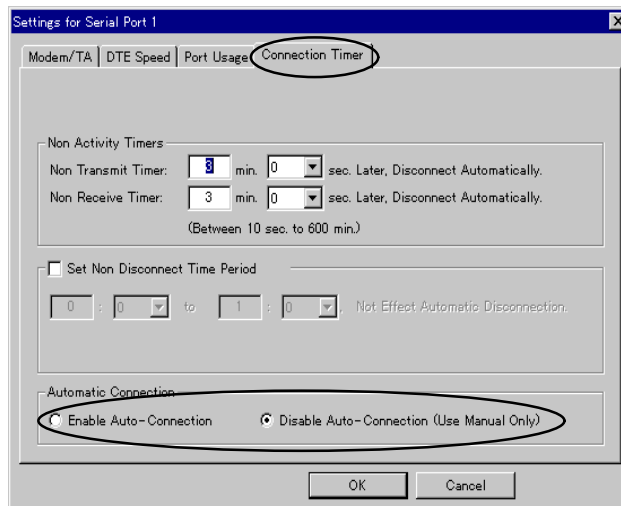 Settings for Serial Port 1
Modem/TA DTE Speed Port Usage Connection Timer
Non Activity Timers
Non Transmit Timer: 3 min. 0 sec. Later, Disconnect Automatically.
Non Receive Timer: 3 min. 0 sec. Later, Disconnect Automatically.
(Between 10 sec. to 600 min.)
Set Non Disconnect Time Period
0 : 0 to 1 : 0 , Not Effect Automatic Disconnection.
Automatic Connection
Enable Auto-Connection Disable Auto-Connection (Use Manual Only)
OK Cancel